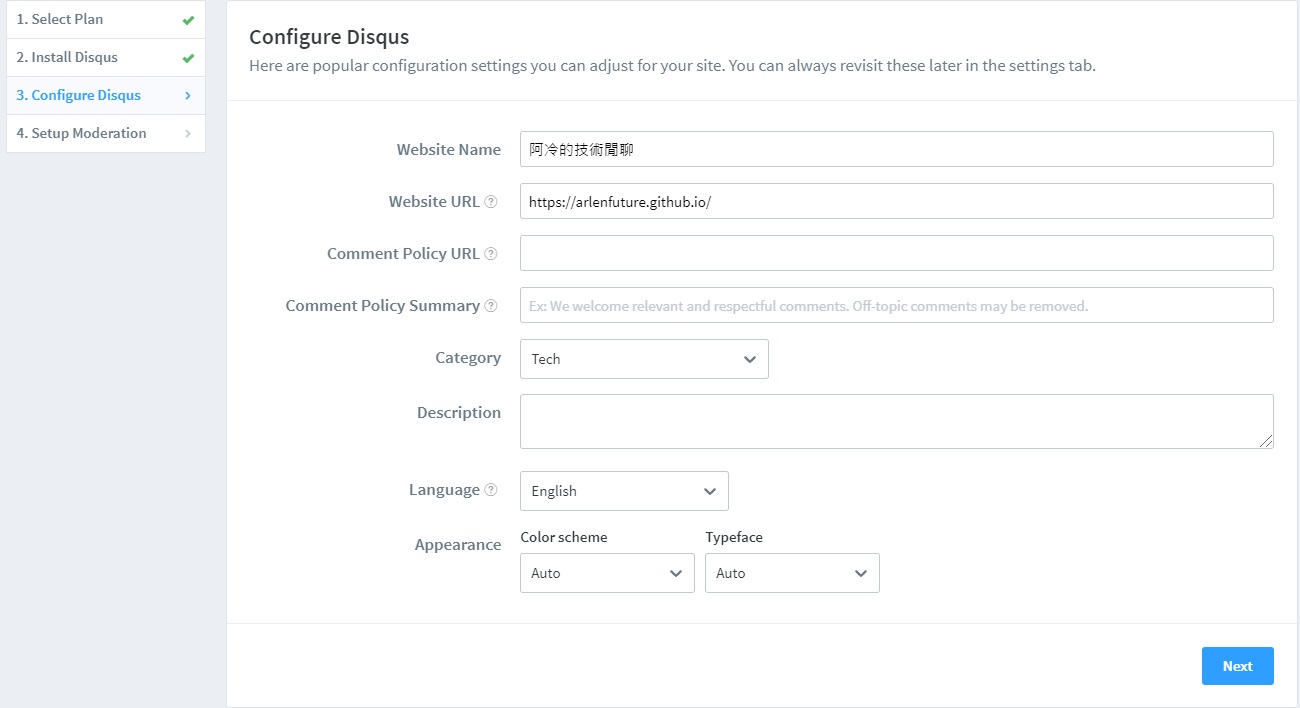 1. Select Plan
2. Install Disqus
3. Configure Disqus
4. Setup Moderation
Configure Disqus
Here are popular configuration settings you can adjust for your site. You can always revisit these later in the settings tab.
Website Name 阿冷的技術閒聊
Website URL ? https://arlenfuture.github.io/
Comment Policy URL ?
Comment Policy Summary ? Ex: We welcome relevant and respectful comments. Off-topic comments may be removed.
Category Tech
Description
Language ? English
Appearance Color scheme Typeface
Auto Auto
Next